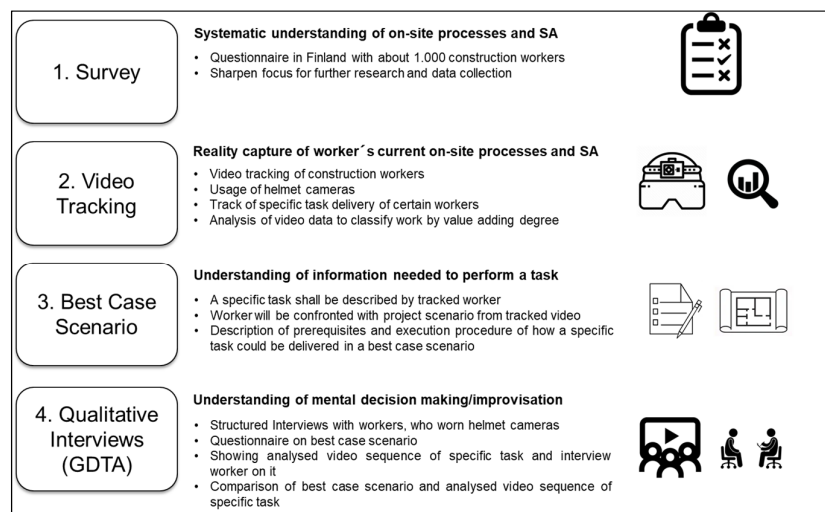 1. Survey
Systematic understanding of on-site processes and SA
• Questionnaire in Finland with about 1.000 construction workers
• Sharpen focus for further research and data collection
2. Video
Tracking
Reality capture of worker´s current on-site processes and SA
• Video tracking of construction workers
• Usage of helmet cameras
• Track of specific task delivery of certain workers
• Analysis of video data to classify work by value adding degree
3. Best Case
Scenario
Understanding of information needed to perform a task
• A specific task shall be described by tracked worker
• Worker will be confronted with project scenario from tracked video
• Description of prerequisites and execution procedure of how a specific
task could be delivered in a best case scenario
4. Qualitative
Interviews
(GDTA)
Understanding of mental decision making/improvisation
• Structured Interviews with workers, who worn helmet cameras
• Questionnaire on best case scenario
• Showing analysed video sequence of specific task and interview
worker on it
• Comparison of best case scenario and analysed video sequence of
specific task